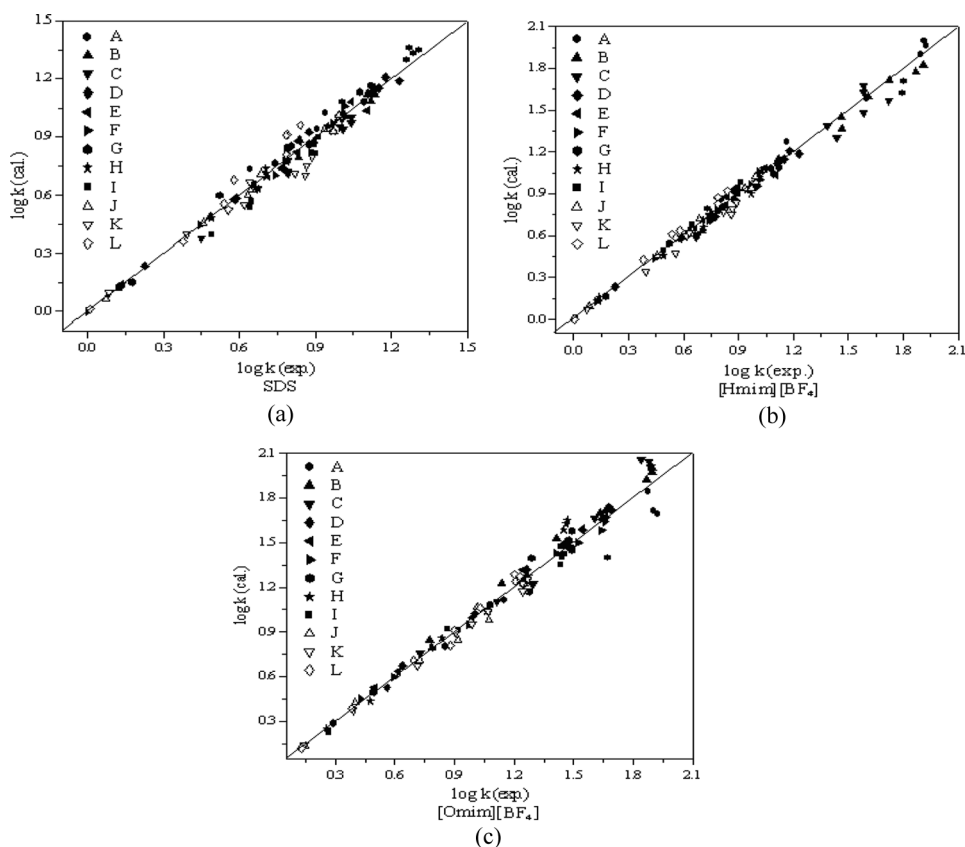 1.5
1.2
0.9
0.6
0.3
0.0
log k (cal.)
A
B
C
D
E
F
G
H
I
J
K
L
0.0 0.3 0.6 0.9 1.2 1.5
log k (exp)
SDS
(a)
2.1
1.8
1.5
1.2
0.9
0.6
0.3
0.0
log k (cal.)
A
B
C
D
E
F
G
H
I
J
K
L
0.0 0.3 0.6 0.9 1.2 1.5 1.8 2.1
log k (exp.)
[Hmim][BF₄]
(b)
2.1
1.8
1.5
1.2
0.9
0.6
0.3
log k (cal.)
A
B
C
D
E
F
G
H
I
J
K
L
0.3 0.6 0.9 1.2 1.5 1.8 2.1
log k (exp)
[Omim][BF₄]
(c)